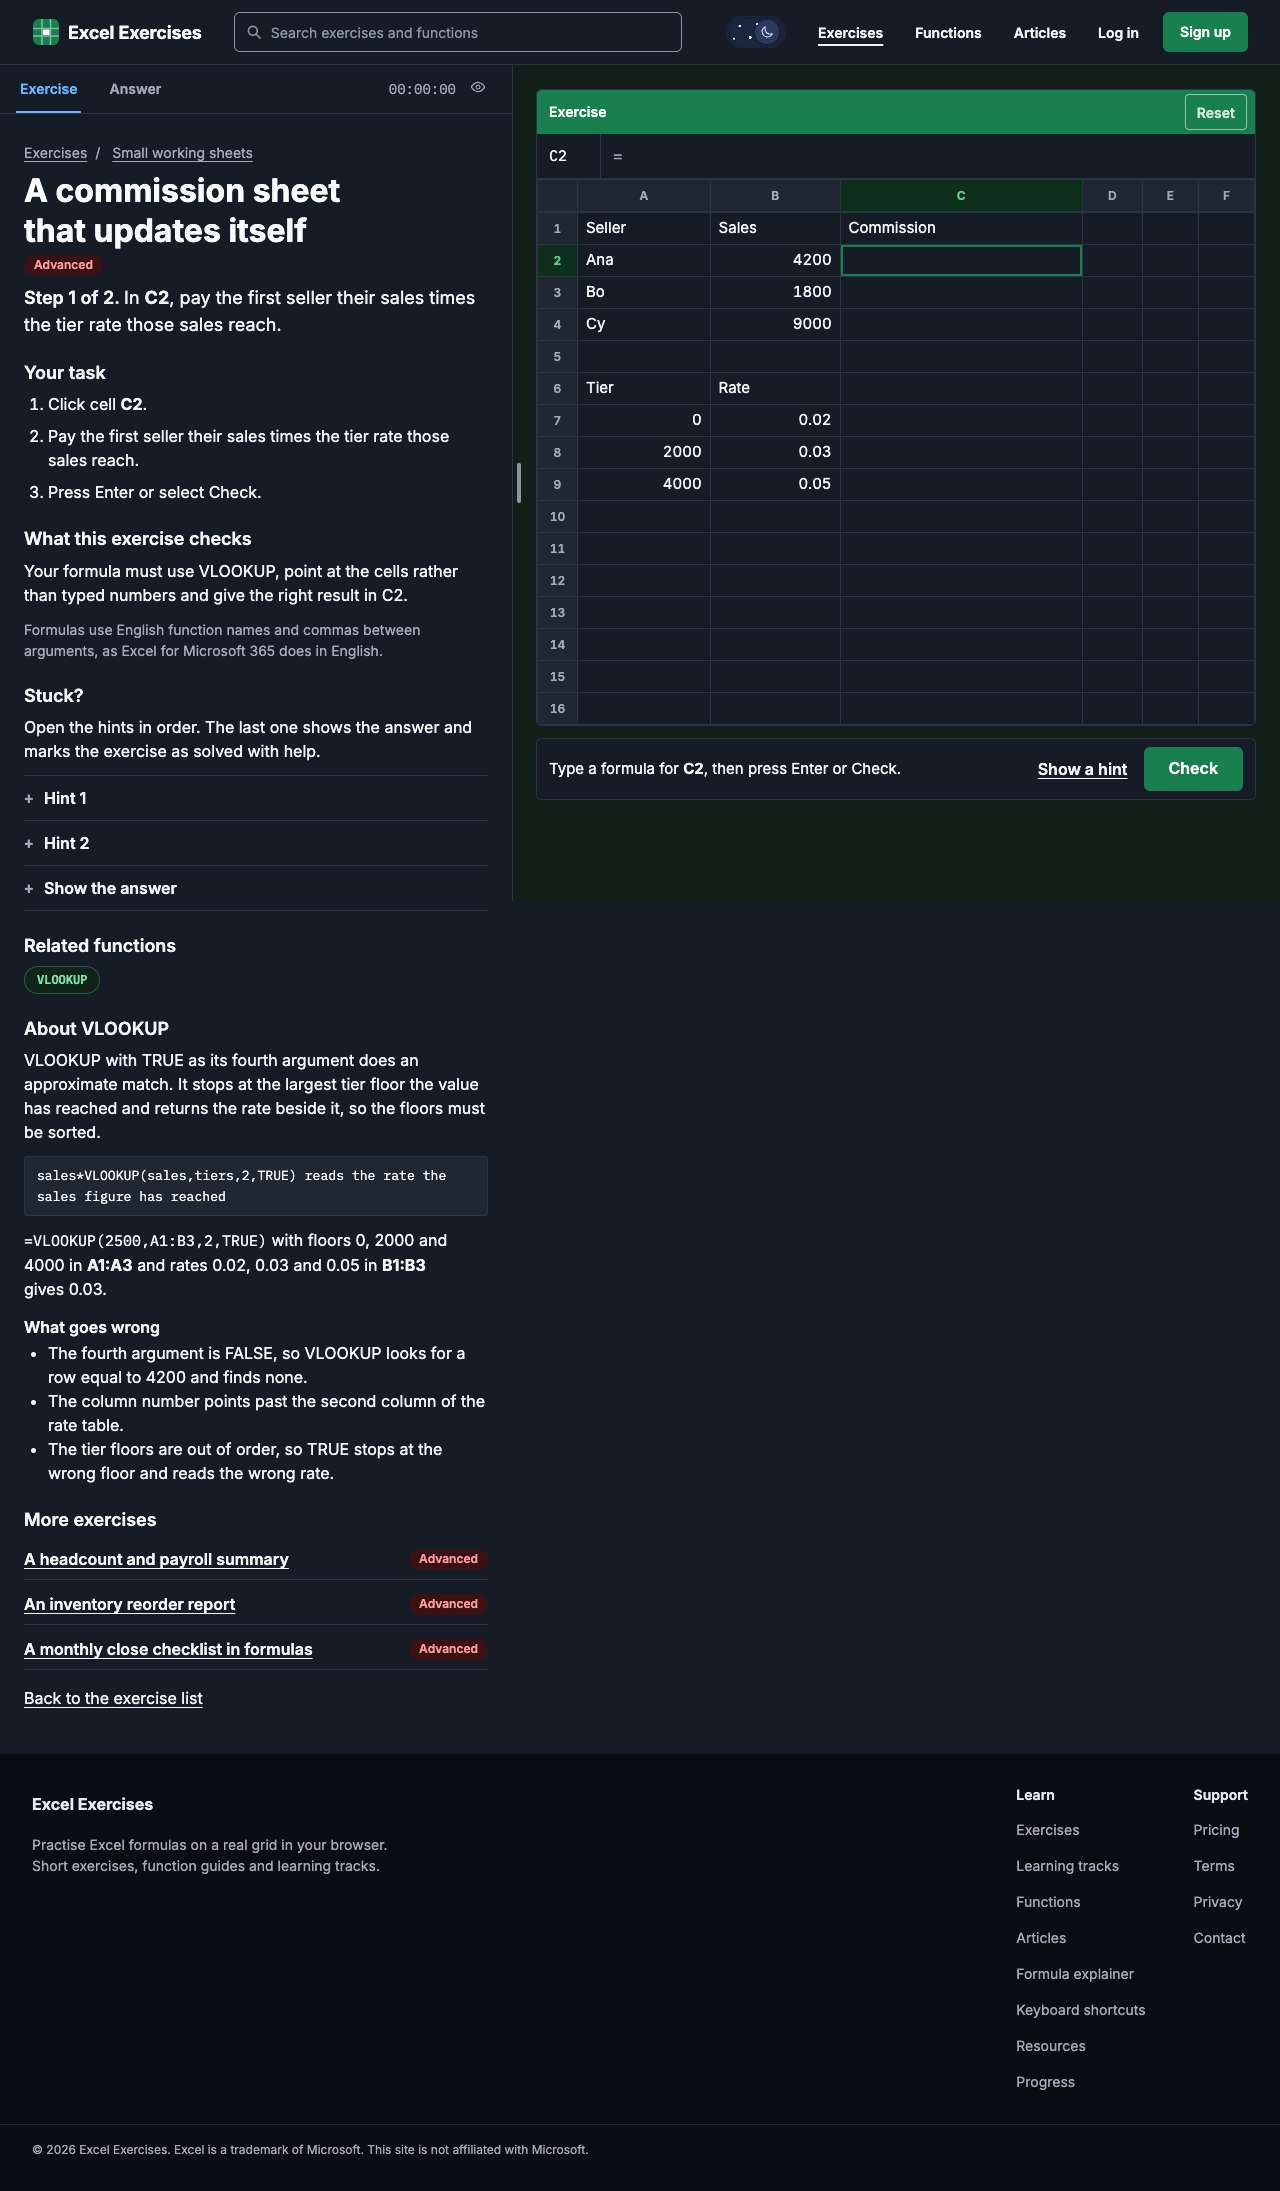 Excel Exercises
Search exercises and functions
Exercises
Functions
Articles
Log in
Sign up
Exercise
Answer
00:00:00
Exercises / Small working sheets
A commission sheet
that updates itself
Advanced
Step 1 of 2. In C2, pay the first seller their sales times
the tier rate those sales reach.
Your task
1. Click cell C2.
2. Pay the first seller their sales times the tier rate those
sales reach.
3. Press Enter or select Check.
What this exercise checks
Your formula must use VLOOKUP, point at the cells rather
than typed numbers and give the right result in C2.
Formulas use English function names and commas between
arguments, as Excel for Microsoft 365 does in English.
Stuck?
Open the hints in order. The last one shows the answer and
marks the exercise as solved with help.
+ Hint 1
+ Hint 2
+ Show the answer
Related functions
VLOOKUP
About VLOOKUP
VLOOKUP with TRUE as its fourth argument does an
approximate match. It stops at the largest tier floor the value
has reached and returns the rate beside it, so the floors must
be sorted.
sales*VLOOKUP(sales,tiers,2,TRUE) reads the rate the
sales figure has reached
=VLOOKUP(2500,A1:B3,2,TRUE) with floors 0, 2000 and
4000 in A1:A3 and rates 0.02, 0.03 and 0.05 in B1:B3
gives 0.03.
What goes wrong
• The fourth argument is FALSE, so VLOOKUP looks for a
row equal to 4200 and finds none.
• The column number points past the second column of the
rate table.
• The tier floors are out of order, so TRUE stops at the
wrong floor and reads the wrong rate.
More exercises
A headcount and payroll summary Advanced
An inventory reorder report Advanced
A monthly close checklist in formulas Advanced
Back to the exercise list
Exercise
Reset
C2 =
A B C D E F
1 Seller Sales Commission
2 Ana 4200
3 Bo 1800
4 Cy 9000
5
6 Tier Rate
7 0 0.02
8 2000 0.03
9 4000 0.05
10
11
12
13
14
15
16
Type a formula for C2, then press Enter or Check.
Show a hint
Check
Excel Exercises
Practise Excel formulas on a real grid in your browser.
Short exercises, function guides and learning tracks.
Learn
Exercises
Learning tracks
Functions
Articles
Formula explainer
Keyboard shortcuts
Resources
Progress
Support
Pricing
Terms
Privacy
Contact
© 2026 Excel Exercises. Excel is a trademark of Microsoft. This site is not affiliated with Microsoft.